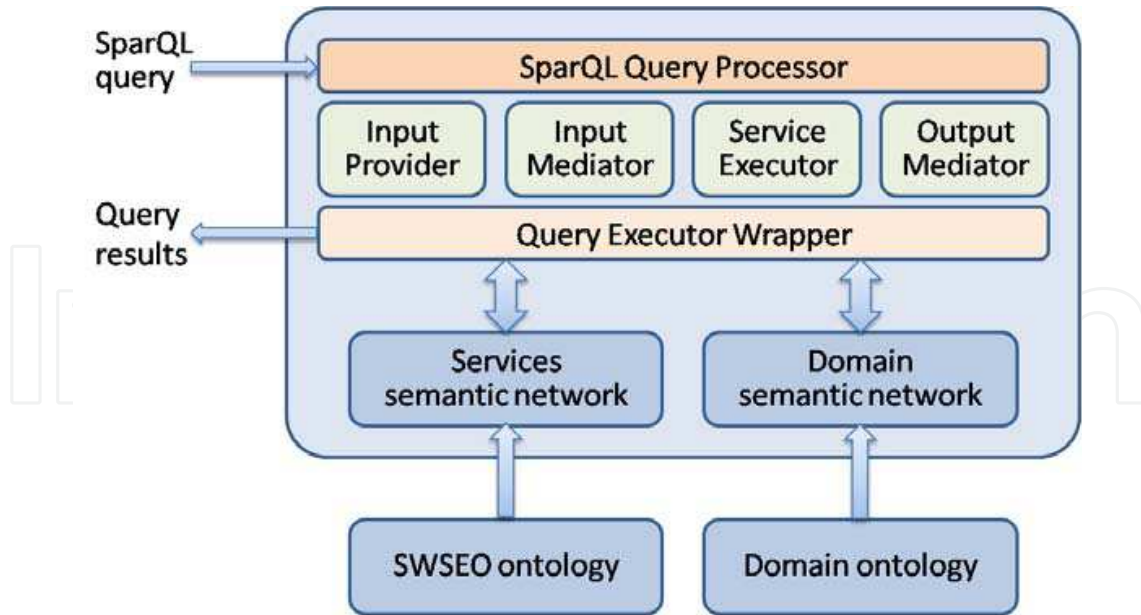 SparQL
query
SparQL Query Processor
Input
Provider
Input
Mediator
Service
Executor
Output
Mediator
Query
results
Query Executor Wrapper
Services
semantic network
Domain
semantic network
SWSEO ontology
Domain ontology